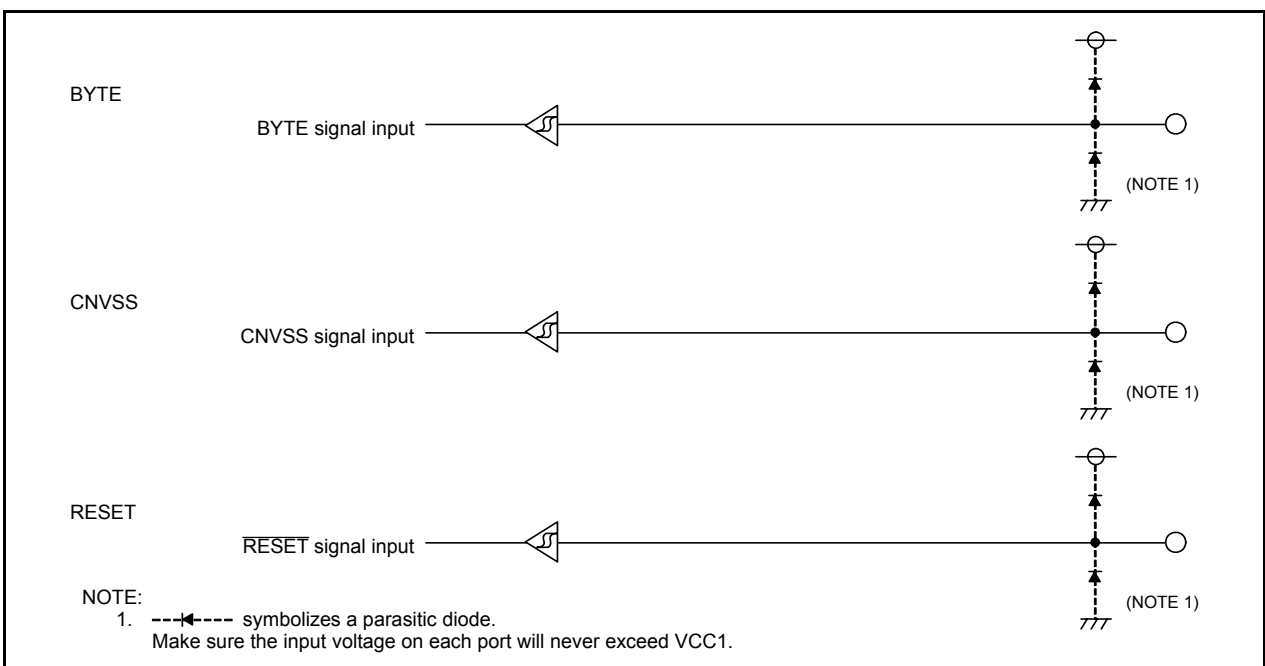 BYTE
BYTE signal input
(NOTE 1)
CNVSS
CNVSS signal input
(NOTE 1)
RESET
RESET signal input
(NOTE 1)
NOTE:
1. symbolizes a parasitic diode.
Make sure the input voltage on each port will never exceed VCC1.